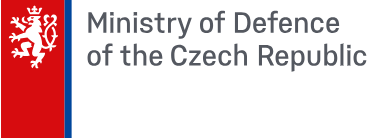 Ministry of Defence
of the Czech Republic